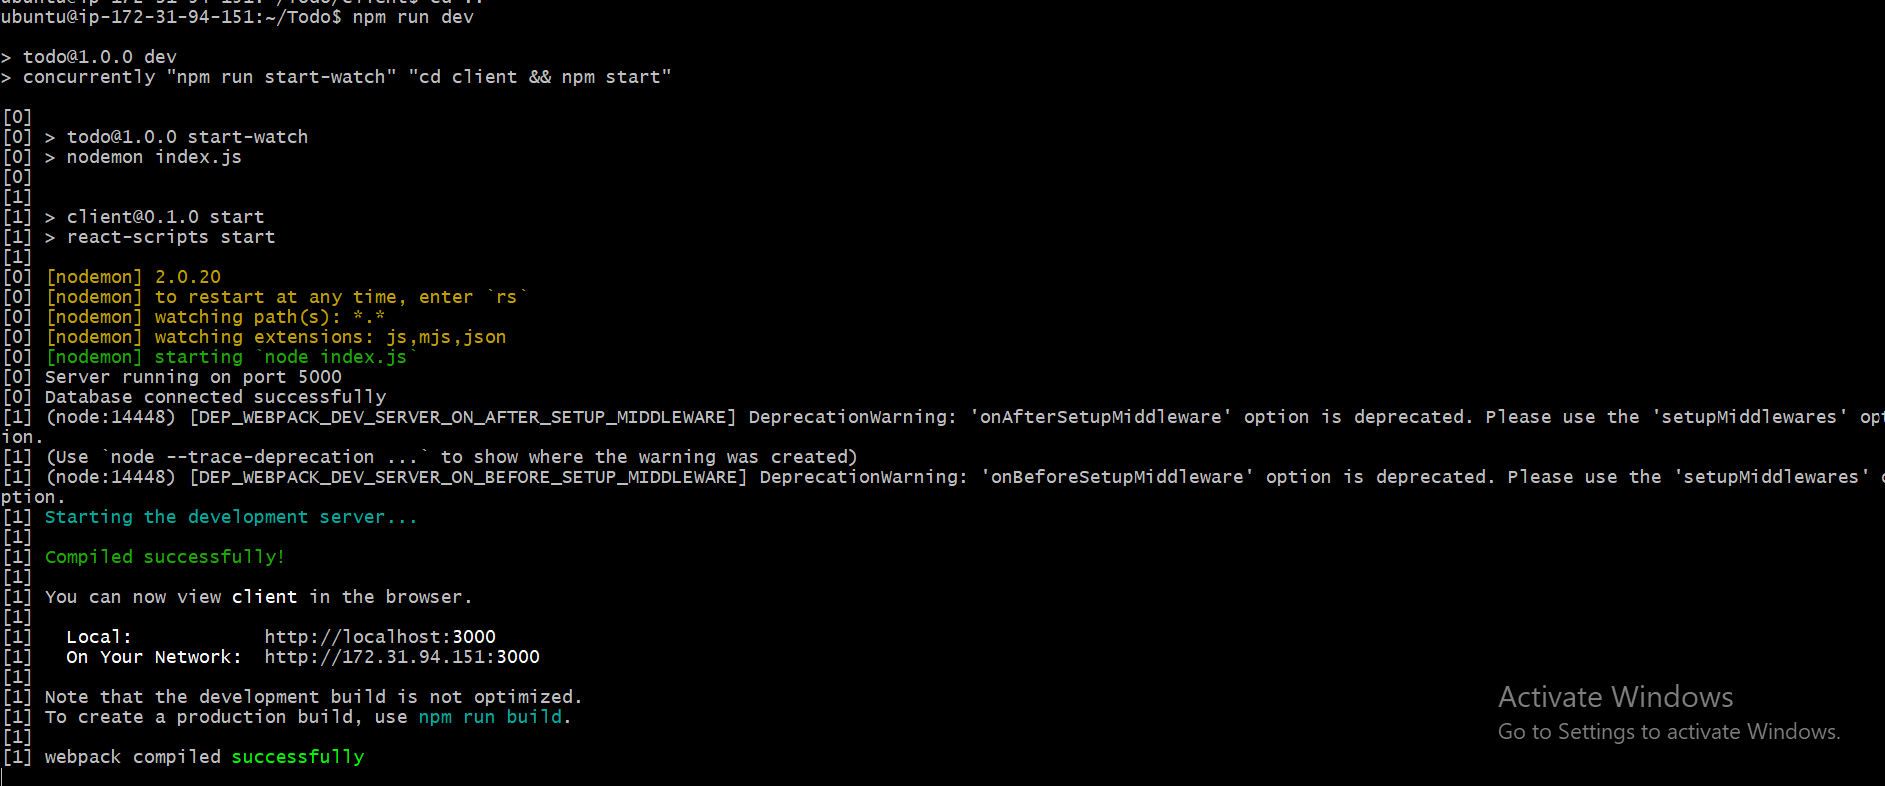 ubuntu@ip-172-31-94-151:~/Todo/client$ cd ..
ubuntu@ip-172-31-94-151:~/Todo$ npm run dev
> todo@1.0.0 dev
> concurrently "npm run start-watch" "cd client && npm start"
[0]
[0] > todo@1.0.0 start-watch
[0] > nodemon index.js
[0]
[1]
[1] > client@0.1.0 start
[1] > react-scripts start
[1]
[0] [nodemon] 2.0.20
[0] [nodemon] to restart at any time, enter `rs`
[0] [nodemon] watching path(s): *.*
[0] [nodemon] watching extensions: js,mjs,json
[0] [nodemon] starting `node index.js`
[0] Server running on port 5000
[0] Database connected successfully
[1] (node:14448) [DEP_WEBPACK_DEV_SERVER_ON_AFTER_SETUP_MIDDLEWARE] DeprecationWarning: 'onAfterSetupMiddleware' option is deprecated. Please use the 'setupMiddlewares' opt
ion.
[1] (Use `node --trace-deprecation ...` to show where the warning was created)
[1] (node:14448) [DEP_WEBPACK_DEV_SERVER_ON_BEFORE_SETUP_MIDDLEWARE] DeprecationWarning: 'onBeforeSetupMiddleware' option is deprecated. Please use the 'setupMiddlewares' o
ption.
[1] Starting the development server...
[1]
[1] Compiled successfully!
[1]
[1] You can now view client in the browser.
[1]
[1]   Local:            http://localhost:3000
[1]   On Your Network:  http://172.31.94.151:3000
[1]
[1] Note that the development build is not optimized.
[1] To create a production build, use npm run build.
[1]
[1] webpack compiled successfully
Activate Windows
Go to Settings to activate Windows.